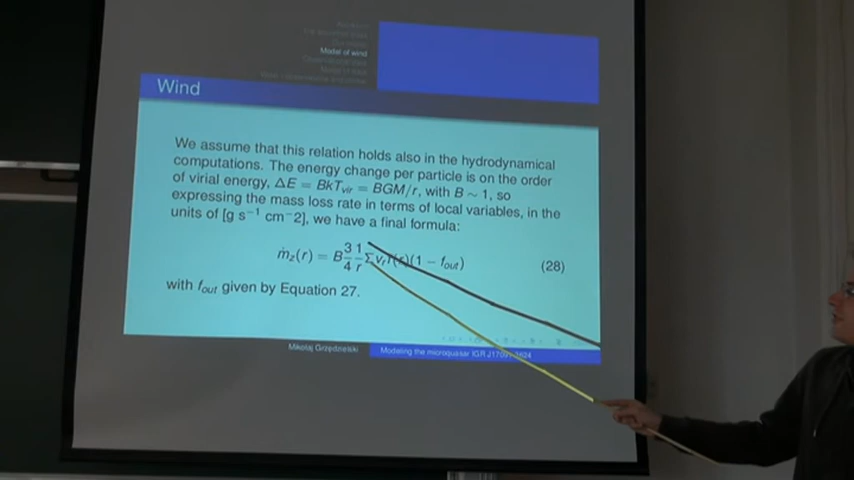 Model of wind
Wind
We assume that this relation holds also in the hydrodynamical
computations. The energy change per particle is on the order
of virial energy, ΔE = BkT_vir = BGM/r, with B ∼ 1, so
expressing the mass loss rate in terms of local variables, in the
units of [g s⁻¹ cm⁻2], we have a final formula:
ṁ_z(r) = B 3/4 1/r Σv_r f(r)(1 − f_out) (28)
with f_out given by Equation 27.
Mikołaj Grzędzielski Modeling the microquasar IGR